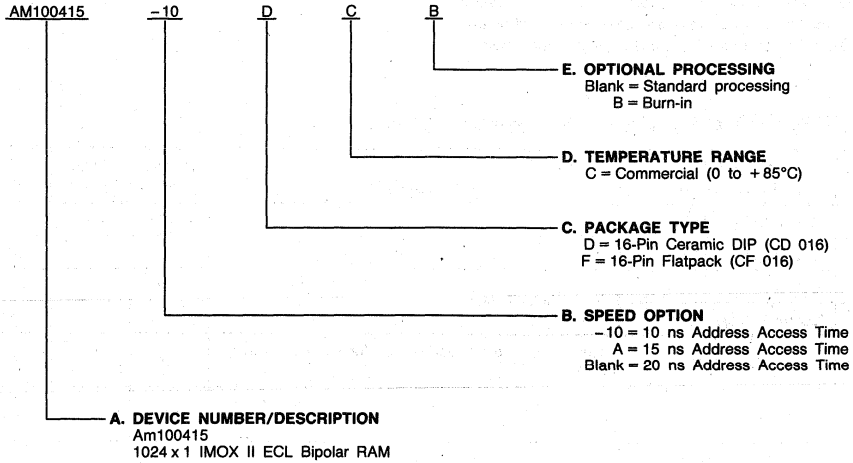 AM100415 -10 D C B
E. OPTIONAL PROCESSING
Blank = Standard processing
B = Burn-in
D. TEMPERATURE RANGE
C = Commercial (0 to +85°C)
C. PACKAGE TYPE
D = 16-Pin Ceramic DIP (CD 016)
F = 16-Pin Flatpack (CF 016)
B. SPEED OPTION
-10 = 10 ns Address Access Time
A = 15 ns Address Access Time
Blank = 20 ns Address Access Time
A. DEVICE NUMBER/DESCRIPTION
Am100415
1024 x 1 IMOX II ECL Bipolar RAM